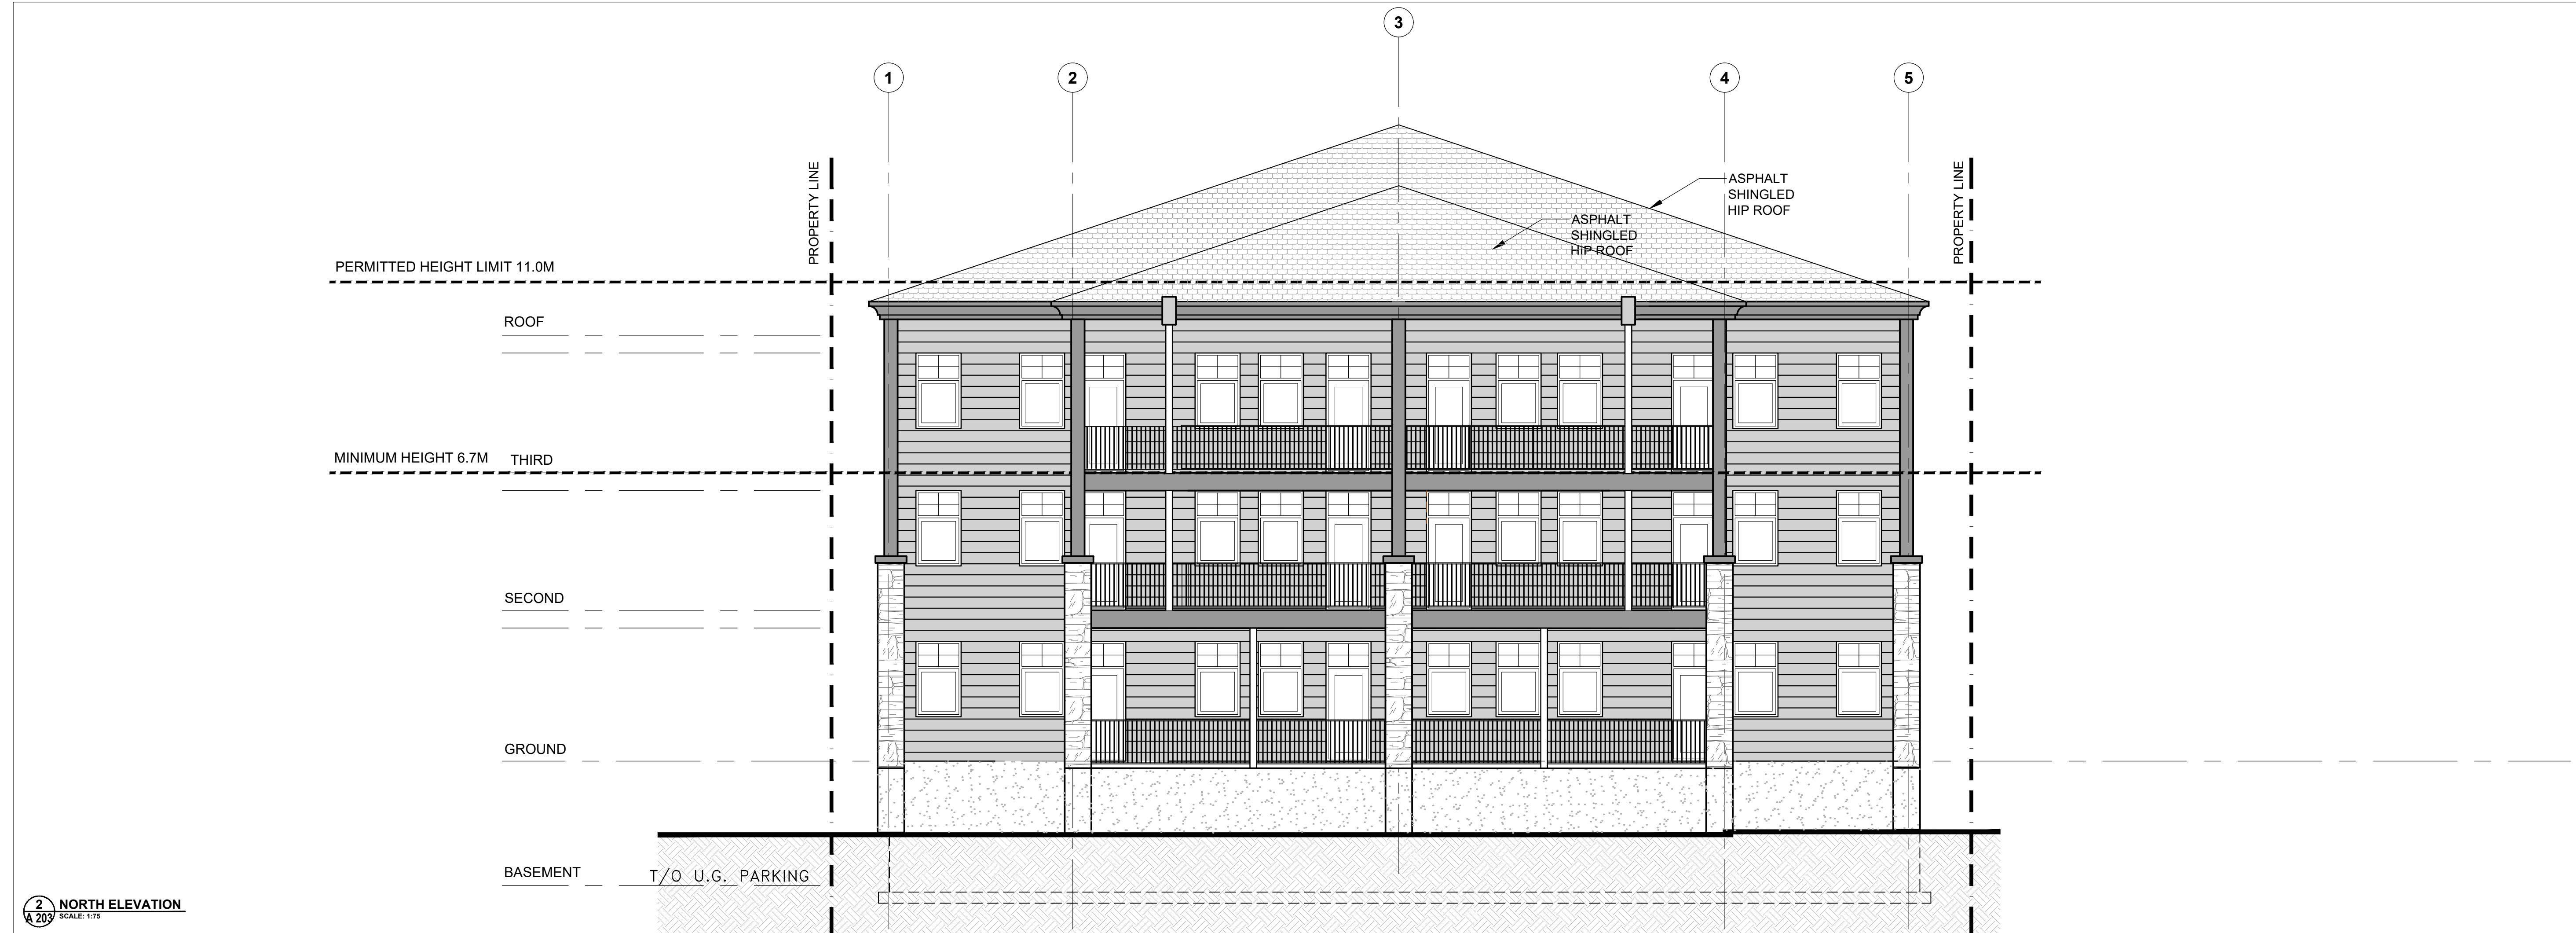 3
1
2
4
5
PROPERTY LINE
PROPERTY LINE
ASPHALT
SHINGLED
HIP ROOF
ASPHALT
SHINGLED
HIP ROOF
PERMITTED HEIGHT LIMIT 11.0M
ROOF
MINIMUM HEIGHT 6.7M
THIRD
SECOND
GROUND
BASEMENT
T/O U.G. PARKING
2
A 203
NORTH ELEVATION
SCALE: 1:75